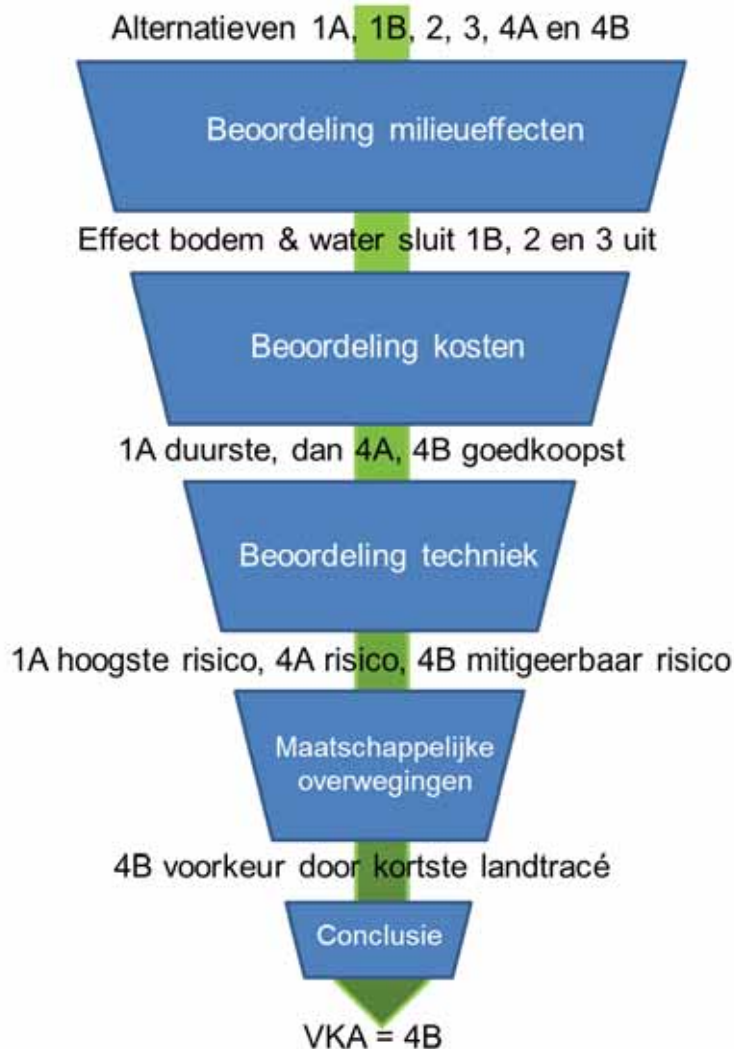 Alternatieven 1A, 1B, 2, 3, 4A en 4B
Beoordeling milieueffecten
Effect bodem & water sluit 1B, 2 en 3 uit
Beoordeling kosten
1A duurste, dan 4A, 4B goedkoopst
Beoordeling techniek
1A hoogste risico, 4A risico, 4B mitigeerbaar risico
Maatschappelijke
overwegingen
4B voorkeur door kortste landtracé
Conclusie
VKA = 4B